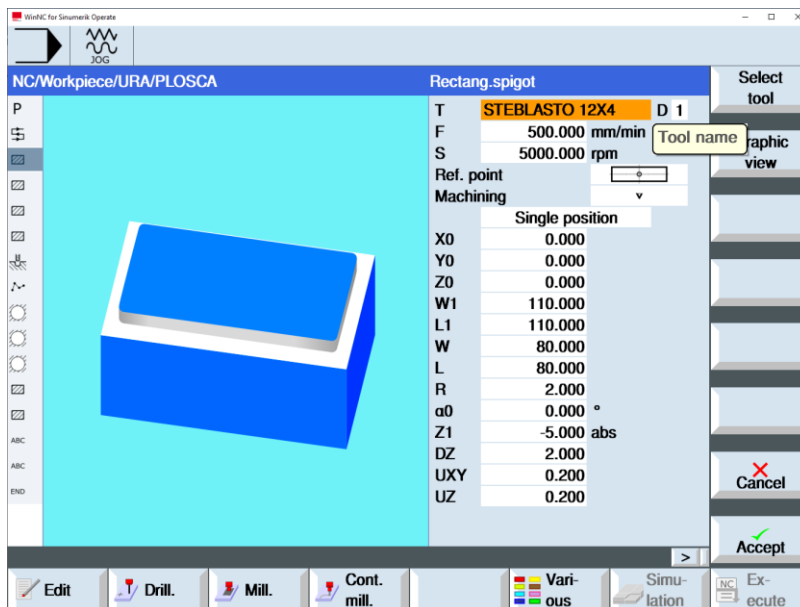 WinNC for Sinumerik Operate
JOG
NC/Workpiece/URA/PLOSCA
Rectang.spigot
Select
tool
P
T STEBLASTO 12X4 D 1
F 500.000 mm/min
Tool name
raphic
view
S 5000.000 rpm
Ref. point
Machining
Single position
X0 0.000
Y0 0.000
Z0 0.000
W1 110.000
L1 110.000
W 80.000
L 80.000
R 2.000
α0 0.000 °
Z1 -5.000 abs
DZ 2.000
UXY 0.200
UZ 0.200
ABC
ABC
END
Cancel
Accept
>
Edit
Drill.
Mill.
Cont.
mill.
Vari-
ous
Simu-
lation
NC
Ex-
ecute